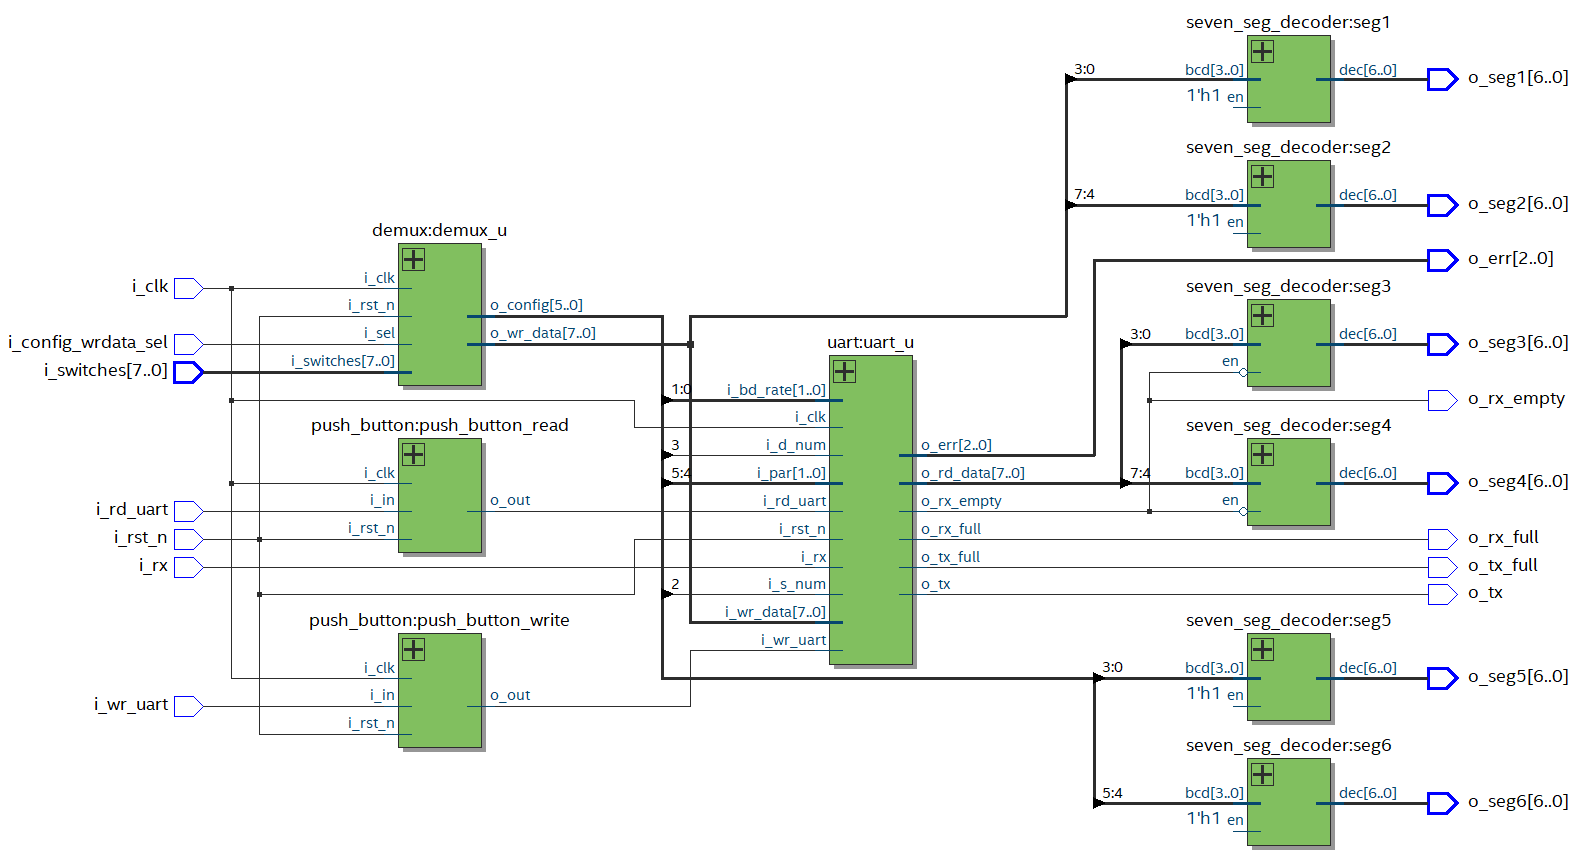 seven_seg_decoder:seg1
3:0
bcd[3..0]
dec[6..0]
o_seg1[6..0]
1'h1 en
seven_seg_decoder:seg2
7:4
bcd[3..0]
dec[6..0]
o_seg2[6..0]
1'h1 en
demux:demux_u
i_clk
i_clk
i_rst_n
o_config[5..0]
i_config_wrdata_sel
i_sel
o_wr_data[7..0]
i_switches[7..0]
i_switches[7..0]
o_err[2..0]
seven_seg_decoder:seg3
3:0
bcd[3..0]
dec[6..0]
o_seg3[6..0]
en
o_rx_empty
uart:uart_u
1:0
i_bd_rate[1..0]
i_clk
3
i_d_num
o_err[2..0]
5:4
i_par[1..0]
o_rd_data[7..0]
i_rd_uart
o_rx_empty
i_rst_n
o_rx_full
i_rx
o_tx_full
2
i_s_num
o_tx
i_wr_data[7..0]
i_wr_uart
push_button:push_button_read
i_clk
i_rd_uart
i_in
o_out
i_rst_n
i_rst_n
i_rx
seven_seg_decoder:seg4
7:4
bcd[3..0]
dec[6..0]
o_seg4[6..0]
en
o_rx_full
o_tx_full
o_tx
push_button:push_button_write
i_clk
i_wr_uart
i_in
o_out
i_rst_n
seven_seg_decoder:seg5
3:0
bcd[3..0]
dec[6..0]
o_seg5[6..0]
1'h1 en
seven_seg_decoder:seg6
5:4
bcd[3..0]
dec[6..0]
o_seg6[6..0]
1'h1 en